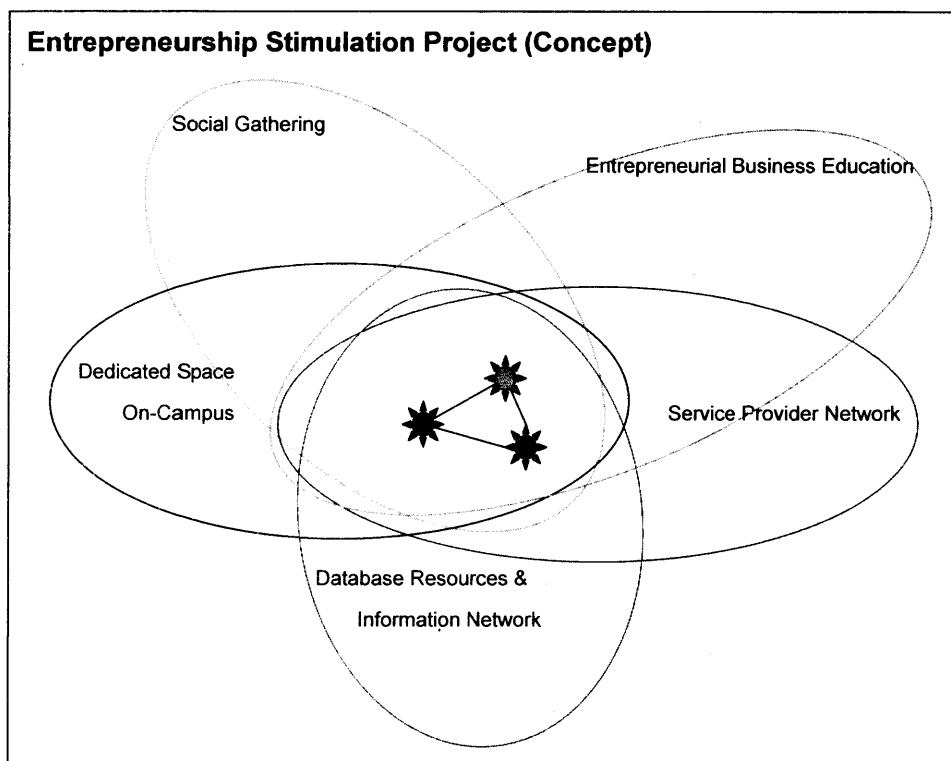 Entrepreneurship Stimulation Project (Concept)
Social Gathering
Entrepreneurial Business Education
Dedicated Space
On-Campus
Service Provider Network
Database Resources &
Information Network